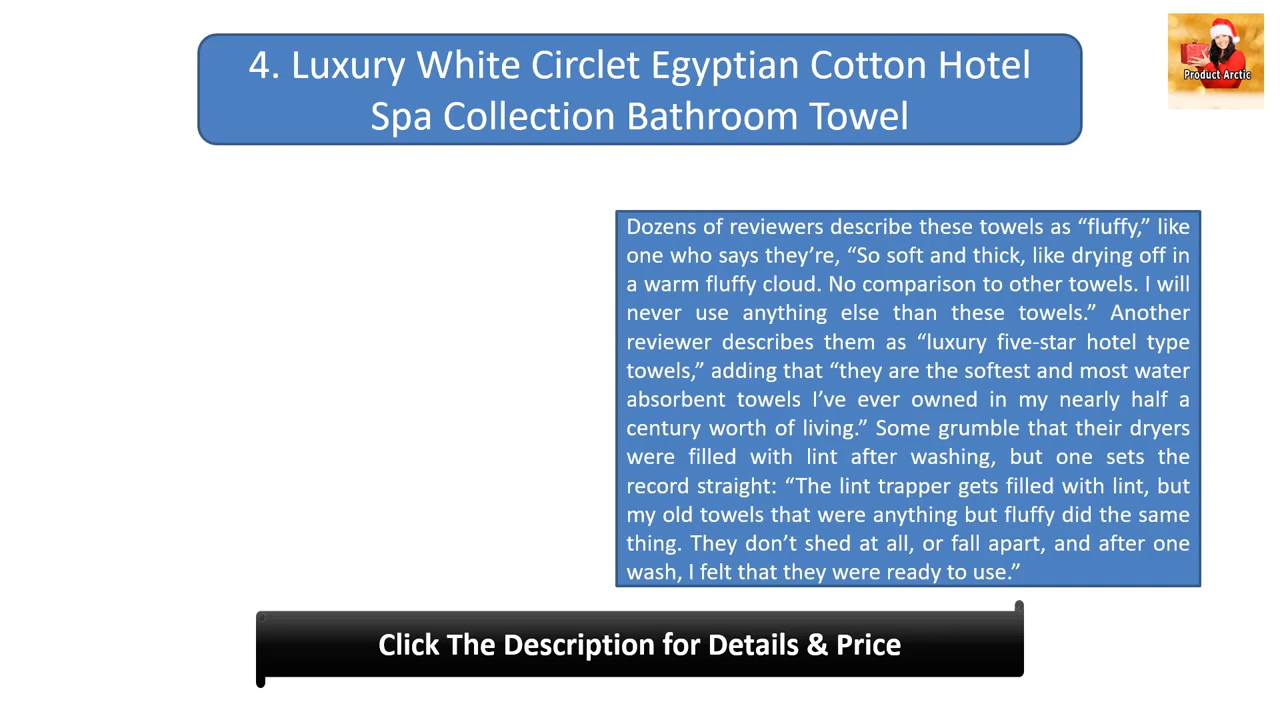 4. Luxury White Circlet Egyptian Cotton Hotel
Spa Collection Bathroom Towel
Product Arctic
Dozens of reviewers describe these towels as “fluffy,” like
one who says they’re, “So soft and thick, like drying off in
a warm fluffy cloud. No comparison to other towels. I will
never use anything else than these towels.” Another
reviewer describes them as “luxury five-star hotel type
towels,” adding that “they are the softest and most water
absorbent towels I’ve ever owned in my nearly half a
century worth of living.” Some grumble that their dryers
were filled with lint after washing, but one sets the
record straight: “The lint trapper gets filled with lint, but
my old towels that were anything but fluffy did the same
thing. They don’t shed at all, or fall apart, and after one
wash, I felt that they were ready to use.”
Click The Description for Details & Price